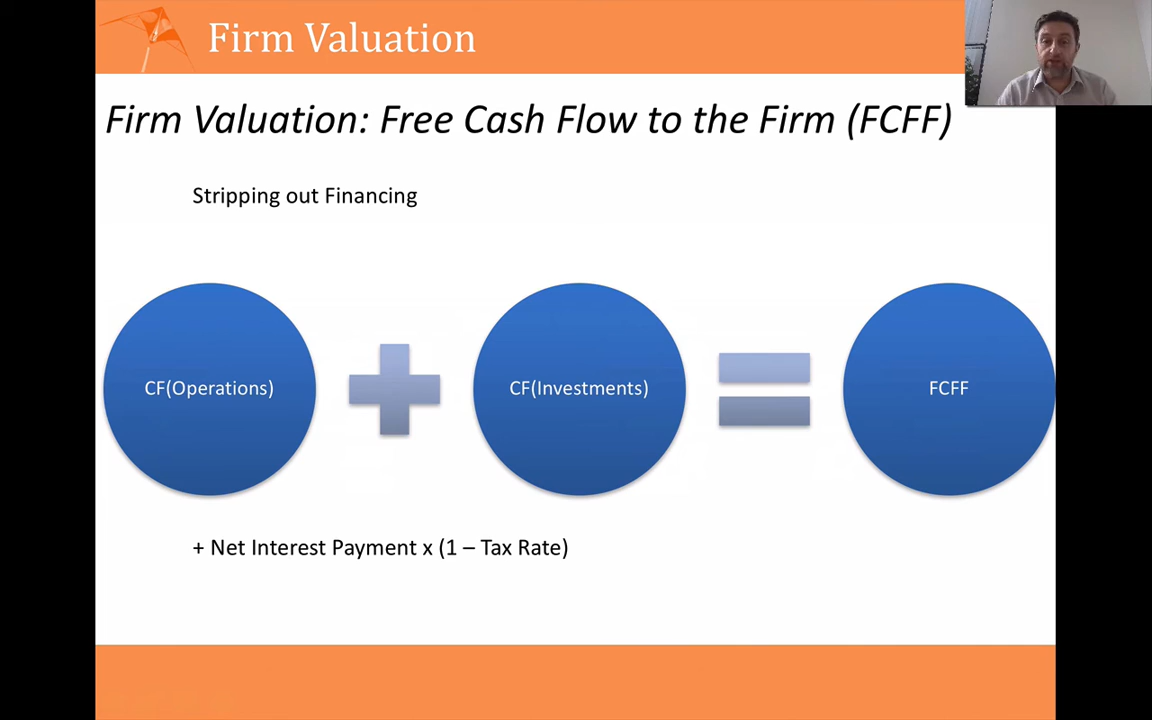 Firm Valuation
Firm Valuation: Free Cash Flow to the Firm (FCFF)
Stripping out Financing
CF(Operations)
CF(Investments)
FCFF
+ Net Interest Payment x (1 – Tax Rate)